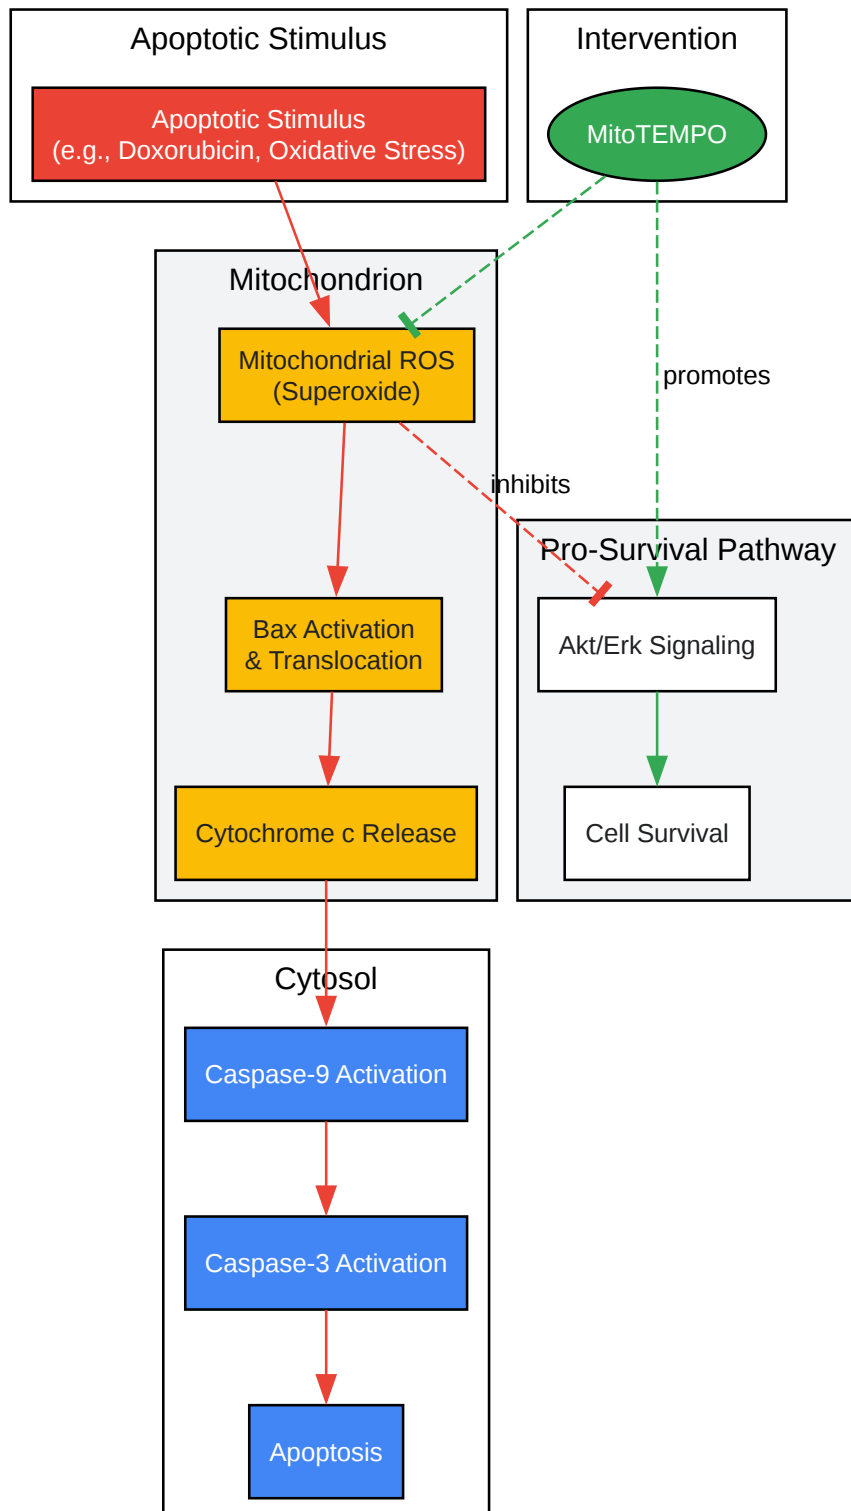 Apoptotic Stimulus
Intervention
Apoptotic Stimulus
(e.g., Doxorubicin, Oxidative Stress)
MitoTEMPO
Mitochondrion
Mitochondrial ROS
(Superoxide)
promotes
inhibits
Pro-Survival Pathway
Bax Activation
& Translocation
Akt/Erk Signaling
Cytochrome c Release
Cell Survival
Cytosol
Caspase-9 Activation
Caspase-3 Activation
Apoptosis